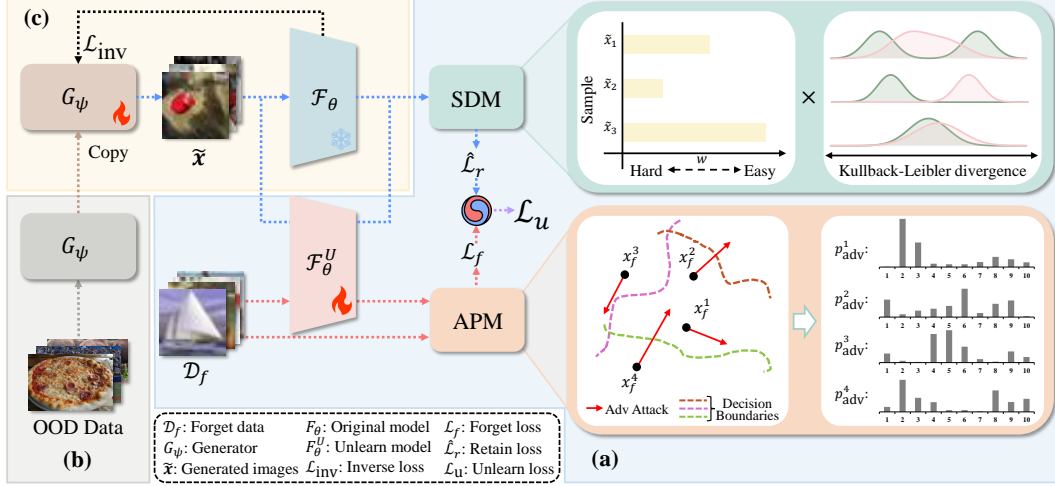 (c)
ℒinv
Gψ
Copy
x̃
ℱθ
SDM
ℒ̂r
ℒu
ℒf
Gψ
OOD Data
(b)
ℱθU
𝒟f
APM
Sample
x̃1
x̃2
x̃3
w
Hard
Easy
×
Kullback-Leibler divergence
xf3
xf2
xf1
xf4
Adv Attack
Decision
Boundaries
p1adv:
1 2 3 4 5 6 7 8 9 10
p2adv:
1 2 3 4 5 6 7 8 9 10
p3adv:
1 2 3 4 5 6 7 8 9 10
p4adv:
1 2 3 4 5 6 7 8 9 10
(a)
𝒟f: Forget data Fθ: Original model ℒf: Forget loss
Gψ: Generator FθU: Unlearn model ℒ̂r: Retain loss
x̃: Generated images ℒinv: Inverse loss ℒu: Unlearn loss